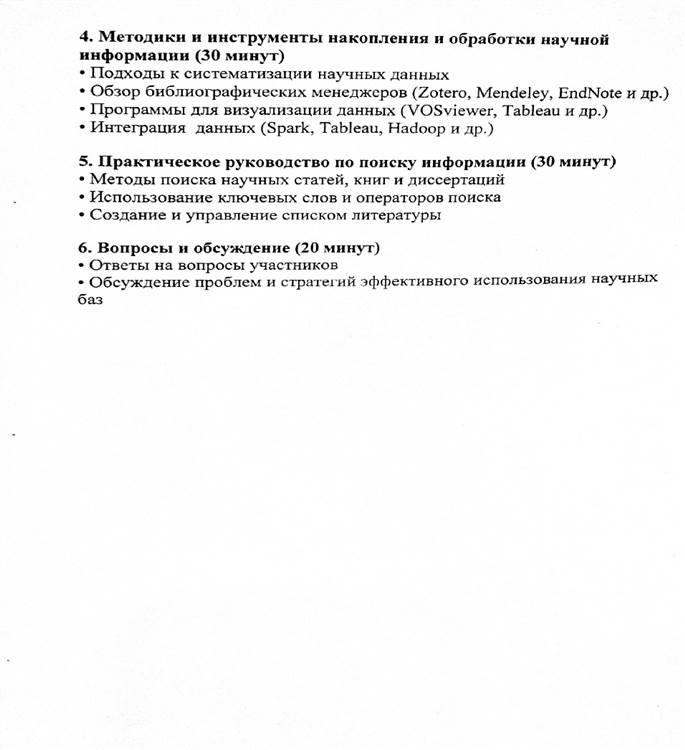 4. Методики и инструменты накопления и обработки научной
информации (30 минут)
• Подходы к систематизации научных данных
• Обзор библиографических менеджеров (Zotero, Mendeley, EndNote и др.)
• Программы для визуализации данных (VOSviewer, Tableau и др.)
• Интеграция данных (Spark, Tableau, Hadoop и др.)
5. Практическое руководство по поиску информации (30 минут)
• Методы поиска научных статей, книг и диссертаций
• Использование ключевых слов и операторов поиска
• Создание и управление списком литературы
6. Вопросы и обсуждение (20 минут)
• Ответы на вопросы участников
• Обсуждение проблем и стратегий эффективного использования научных
баз